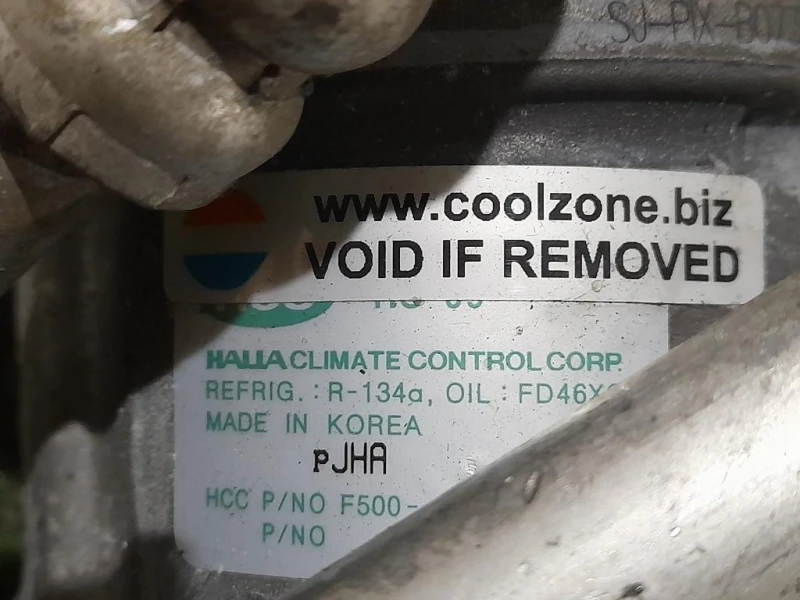 www.coolzone.biz
VOID IF REMOVED
HALLA CLIMATE CONTROL CORP.
REFRIG. : R-134a, OIL : FD46X
MADE IN KOREA
pJHA
HCC P/NO F500-
P/NO